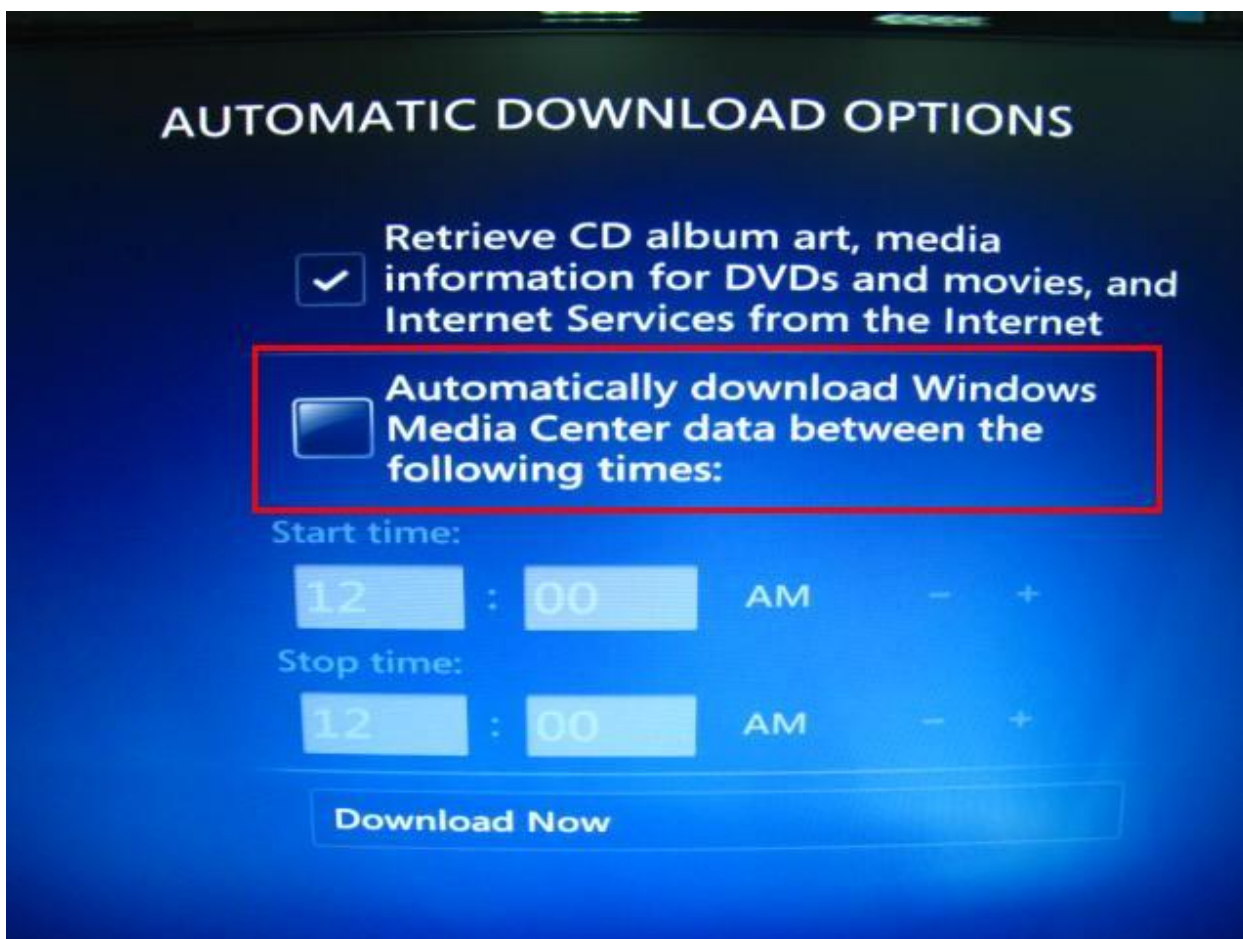 AUTOMATIC DOWNLOAD OPTIONS
Retrieve CD album art, media
information for DVDs and movies, and
Internet Services from the Internet
Automatically download Windows
Media Center data between the
following times:
Start time:
12 : 00 AM - +
Stop time:
12 : 00 AM - +
Download Now